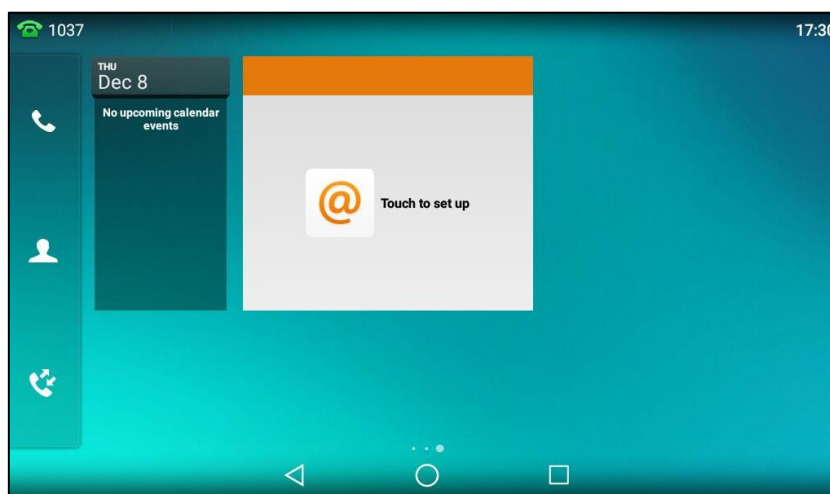 1037
17:30
THU
Dec 8
No upcoming calendar
events
@ Touch to set up